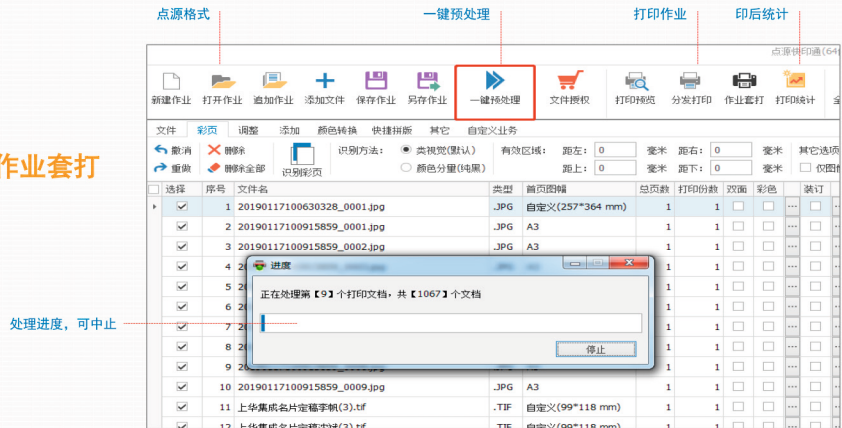 点源格式 一键预处理 打印作业 印后统计
点源快印通(64
新建作业 打开作业 追加作业 添加文件 保存作业 另存作业 一键预处理 文件授权 打印预览 分发打印 作业套打 打印统计
文件 彩页 调整 添加 颜色转换 快捷拼版 其它 自定义业务
作业套打
撤消 删除 识别方法: 类视觉(默认) 有效区域: 距左: 0 毫米 距右: 0 毫米 其它选项
重做 删除全部 识别彩页 颜色分量(纯黑) 距上: 0 毫米 距下: 0 毫米
选择 序号 文件名 类型 首页图幅 总页数 打印份数 双面 彩色 装订
1 20190117100630328_0001.jpg .JPG 自定义(257*364 mm) 1 1
2 20190117100915859_0001.jpg .JPG A3 1 1
3 20190117100915859_0002.jpg .JPG A3 1 1
4 进度 1
5 正在处理第【9】个打印文档，共【1067】个文档 1
6 1
处理进度，可中止
7 1
8 停止 1 1
9 1 1
10 20190117100915859_0009.jpg .JPG A3 1 1
11 上华集成名片定稿李帆(3).tif .TIF 自定义(99*118 mm) 1 1